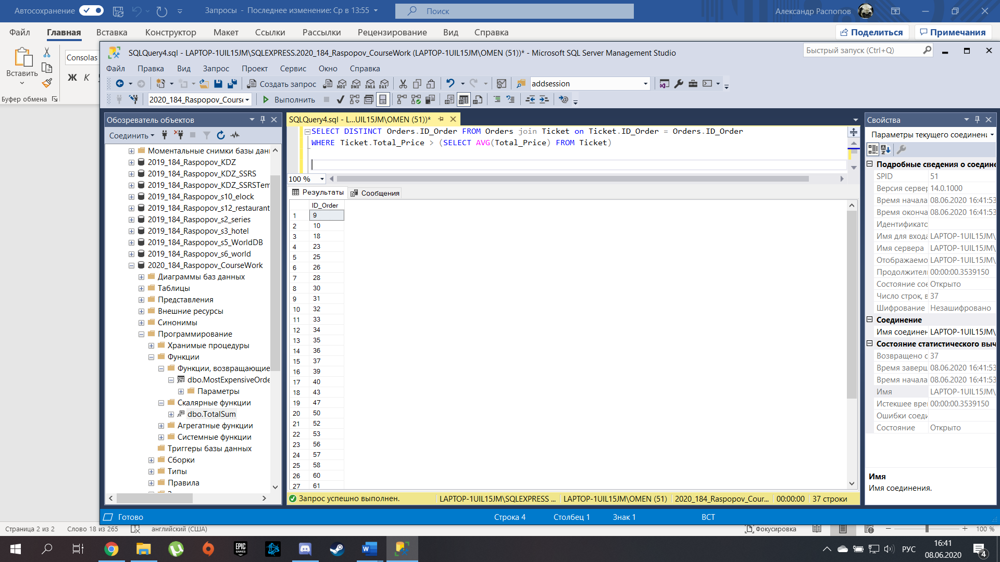 Автосохранение
Запросы - Последнее изменение: Ср в 13:55
Поиск
Александр Распопов
Файл Главная Вставка Конструктор Макет Ссылки Рассылки Рецензирование Вид Справка
Поделиться Примечания
Вставить
Consolas
Ж К
Буфер обмена
SQLQuery4.sql - LAPTOP-1UIL15JM\SQLEXPRESS.2020_184_Raspopov_CourseWork (LAPTOP-1UIL15JM\OMEN (51))* - Microsoft SQL Server Management Studio
Быстрый запуск (Ctrl+Q)
Файл Правка Вид Запрос Проект Сервис Окно Справка
Создать запрос
MDX DMX XMLA DAX
addsession
2020_184_Raspopov_Course
Выполнить
Обозреватель объектов
Соединить
Моментальные снимки базы дан
2019_184_Raspopov_KDZ
2019_184_Raspopov_KDZ_SSRS
2019_184_Raspopov_KDZ_SSRSTem
2019_184_Raspopov_s10_elock
2019_184_Raspopov_s12_restaurant
2019_184_Raspopov_s2_series
2019_184_Raspopov_s3_hotel
2019_184_Raspopov_s5_WorldDB
2019_184_Raspopov_s6_world
2020_184_Raspopov_CourseWork
Диаграммы баз данных
Таблицы
Представления
Внешние ресурсы
Синонимы
Программирование
Хранимые процедуры
Функции
Функции, возвращающие
dbo.MostExpensiveOrde
Параметры
Скалярные функции
dbo.TotalSum
Агрегатные функции
Системные функции
Триггеры базы данных
Сборки
Типы
Правила
SQLQuery4.sql - L...UIL15JM\OMEN (51))*
SELECT DISTINCT Orders.ID_Order FROM Orders join Ticket on Ticket.ID_Order = Orders.ID_Order
WHERE Ticket.Total_Price > (SELECT AVG(Total_Price) FROM Ticket)
100 %
Результаты Сообщения
ID_Order
1 9
2 10
3 18
4 23
5 25
6 26
7 28
8 30
9 31
10 32
11 33
12 34
13 35
14 36
15 37
16 39
17 40
18 43
19 47
20 50
21 52
22 53
23 56
24 57
25 58
26 60
27 61
Запрос успешно выполнен.
LAPTOP-1UIL15JM\SQLEXPRESS ...
LAPTOP-1UIL15JM\OMEN (51)
2020_184_Raspopov_Cour...
00:00:00
37 строки
Свойства
Параметры текущего соединени
Подробные сведения о соедине
SPID 51
Версия сервер 14.0.1000
Время начала 08.06.2020 16:41:53
Время оконча 08.06.2020 16:41:53
Идентификатс
Имя для входа LAPTOP-1UIL15JM\
Имя сервера LAPTOP-1UIL15JM\
Отображаемо LAPTOP-1UIL15JM\
Продолжител 00:00:00.3539150
Состояние сое Открыто
Число строк, в 37
Шифрование Незашифровано
Соединение
Имя соединен LAPTOP-1UIL15JM\
Состояние статистического выч
Возвращено с 37
Время заверш 08.06.2020 16:41:53
Время начала 08.06.2020 16:41:53
Имя LAPTOP-1UIL15JM\
Истекшее врем 00:00:00.3539150
Ошибки соеди
Состояние Открыто
Имя
Имя соединения.
Готово Строка 4 Столбец 1 Знак 1 ВСТ
Страница 2 из 2 Слово 18 из 265 английский (США) Фокусировка 100 %
EPIC GAMES
РУС
16:41
08.06.2020
4